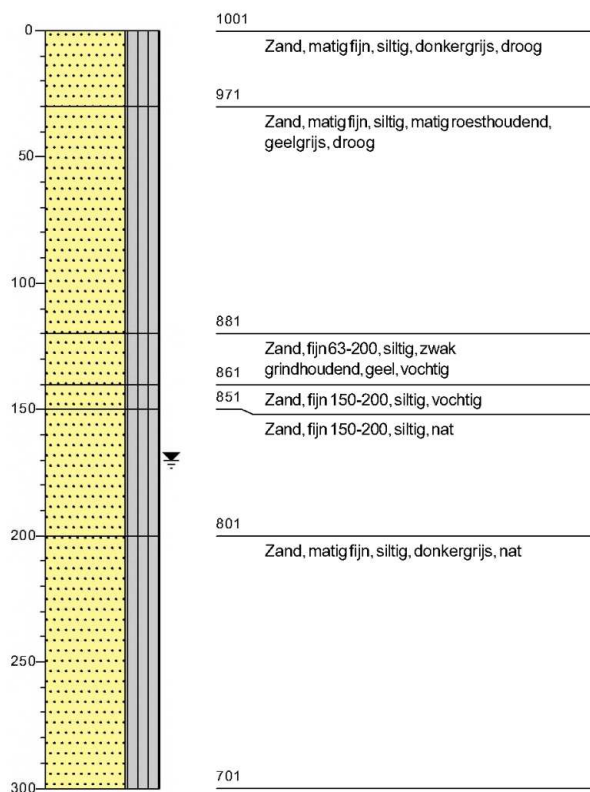 1001
0
Zand, matig fijn, siltig, donkergrijs, droog
971
Zand, matig fijn, siltig, matig roesthoudend,
geelgrijs, droog
50
100
881
Zand, fijn 63-200, siltig, zwak
grindhoudend, geel, vochtig
861
851
Zand, fijn 150-200, siltig, vochtig
150
Zand, fijn 150-200, siltig, nat
801
200
Zand, matig fijn, siltig, donkergrijs, nat
250
701
300